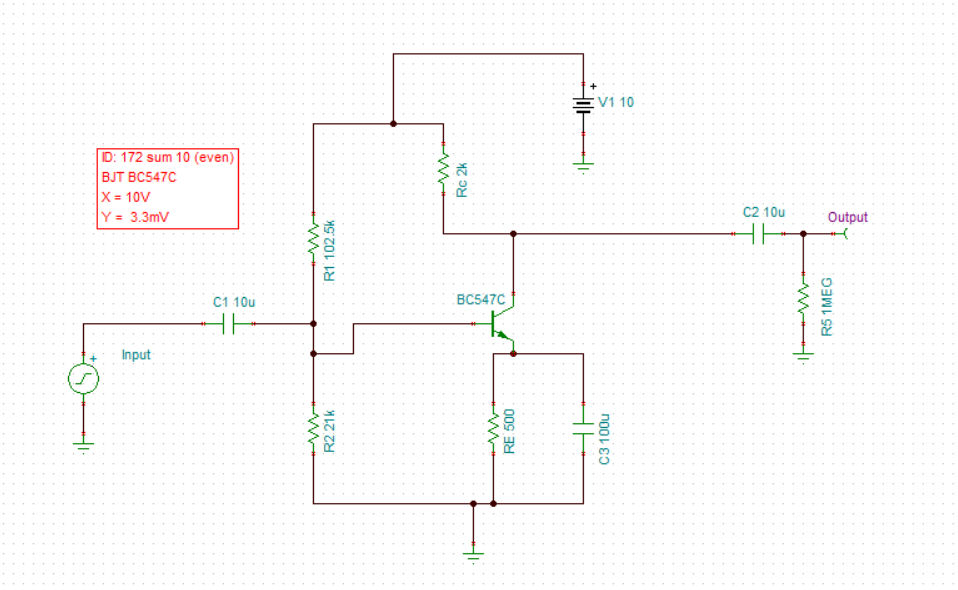 V1 10
ID: 172 sum 10 (even)
BJT BC547C
X = 10V
Y = 3.3mV
Rc 2k
C2 10u
Output
R1 102.5k
BC547C
C1 10u
R5 1MEG
+
Input
+
R2 21k
RE 500
C3 100u